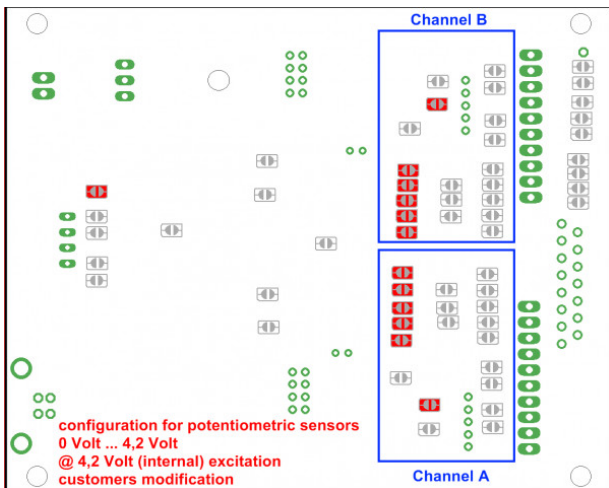 Channel B
configuration for potentiometric sensors
0 Volt ... 4,2 Volt
@ 4,2 Volt (internal) excitation
customers modification
Channel A